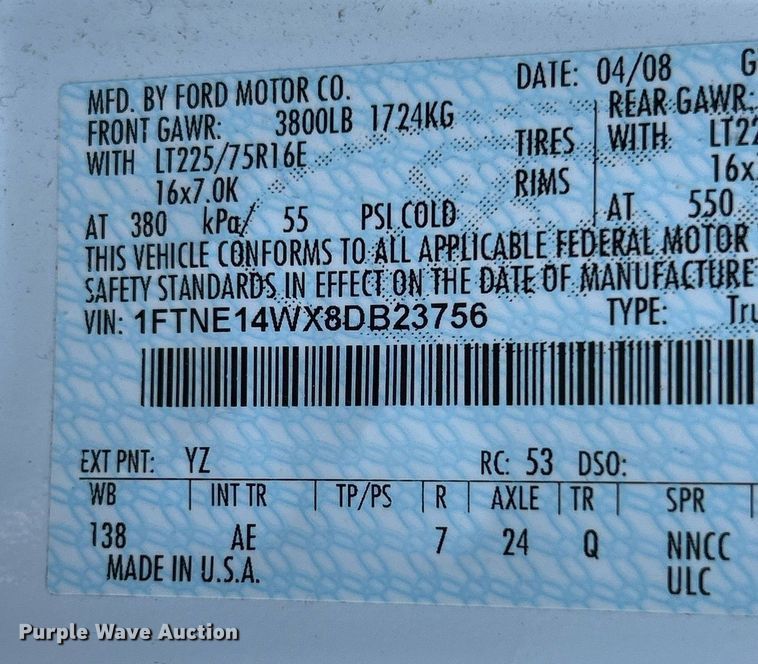 MFD. BY FORD MOTOR CO. DATE: 04/08
FRONT GAWR: 3800LB 1724KG REAR GAWR:
WITH LT225/75R16E TIRES WITH
16x7.0K RIMS
AT 380 kPa/ 55 PSI COLD AT 550
THIS VEHICLE CONFORMS TO ALL APPLICABLE FEDERAL MOTOR
SAFETY STANDARDS IN EFFECT ON THE DATE OF MANUFACTURE
VIN: 1FTNE14WX8DB23756 TYPE:
EXT PNT: YZ RC: 53 DSO:
WB INT TR TP/PS R AXLE TR SPR
138 AE 7 24 Q NNCC
MADE IN U.S.A. ULC
Purple Wave Auction